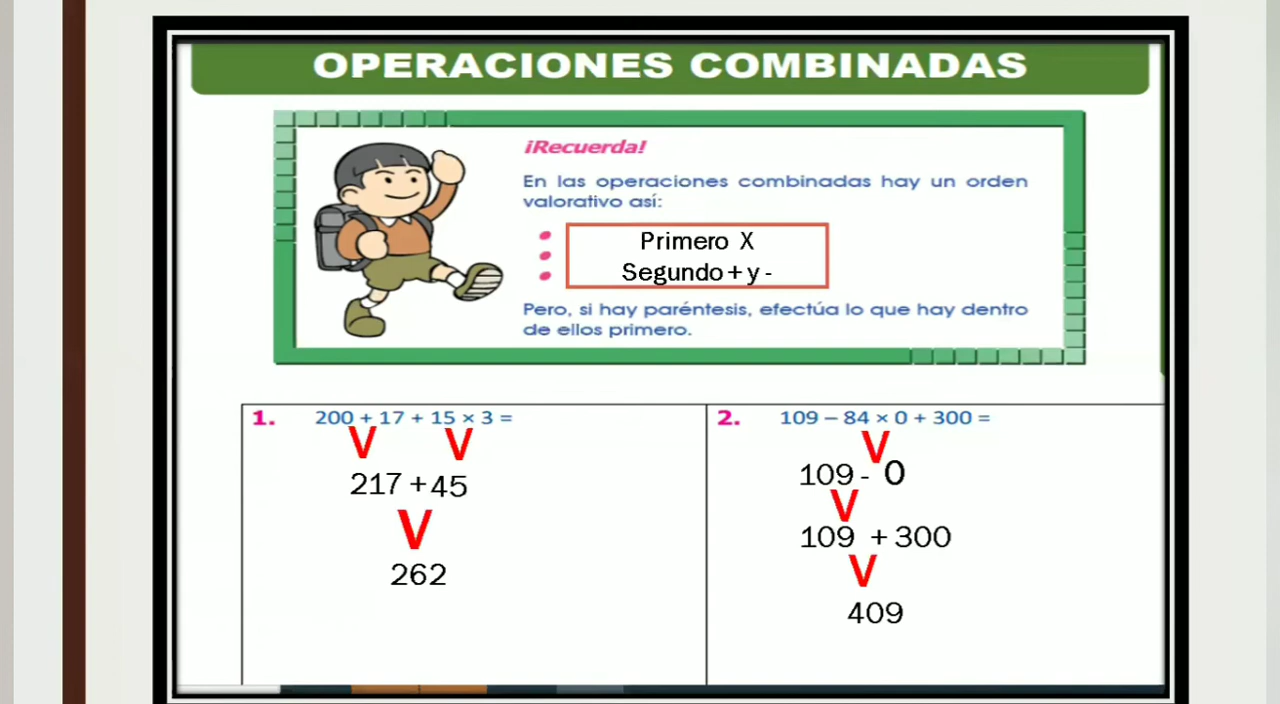 OPERACIONES COMBINADAS
¡Recuerda!
En las operaciones combinadas hay un orden
valorativo así:
Primero X
Segundo + y -
Pero, si hay paréntesis, efectúa lo que hay dentro
de ellos primero.
1. 200 + 17 + 15 × 3 =
V V
217 + 45
V
262
2. 109 – 84 × 0 + 300 =
V
109 - 0
V
109 + 300
V
409